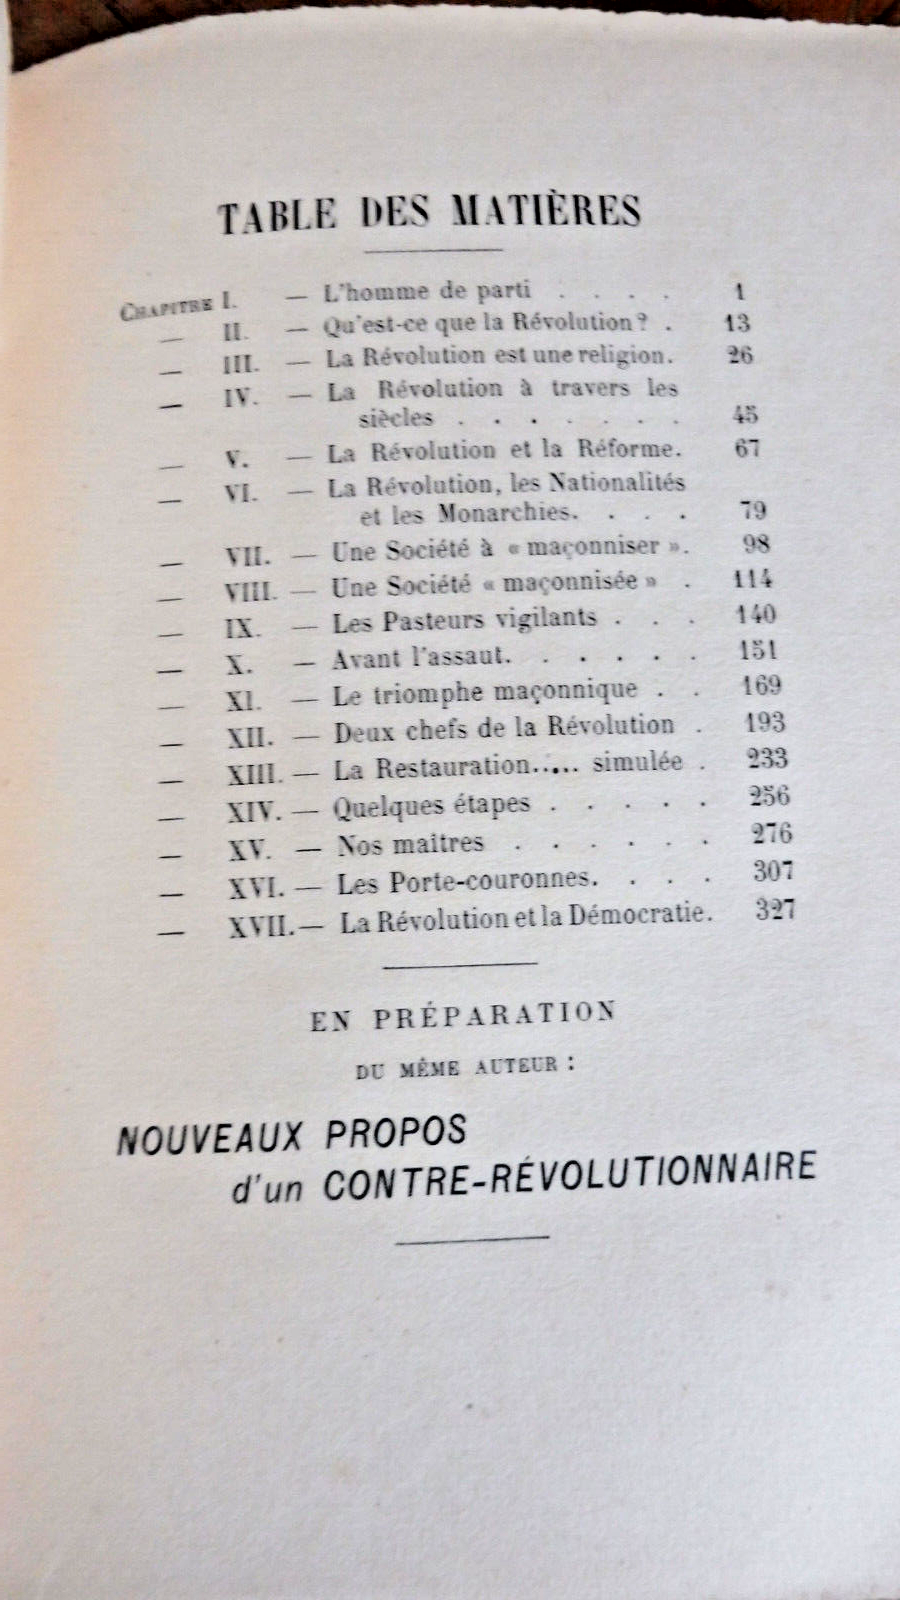 TABLE DES MATIÈRES
CHAPITRE I. — L'homme de parti . . . . 1
— II. — Qu'est-ce que la Révolution ? . 13
— III. — La Révolution est une religion. 26
— IV. — La Révolution à travers les
siècles . . . . . . . 45
— V. — La Révolution et la Réforme. 67
— VI. — La Révolution, les Nationalités
et les Monarchies. . . . 79
— VII. — Une Société à « maçonniser ». 98
— VIII. — Une Société « maçonnisée » . 114
— IX. — Les Pasteurs vigilants . . . 140
— X. — Avant l'assaut. . . . . . 151
— XI. — Le triomphe maçonnique . . 169
— XII. — Deux chefs de la Révolution . 193
— XIII. — La Restauration..... simulée . 233
— XIV. — Quelques étapes . . . . . 256
— XV. — Nos maîtres . . . . . . 276
— XVI. — Les Porte-couronnes. . . . 307
— XVII. — La Révolution et la Démocratie. 327
EN PRÉPARATION
DU MÊME AUTEUR :
NOUVEAUX PROPOS
d'un CONTRE-RÉVOLUTIONNAIRE